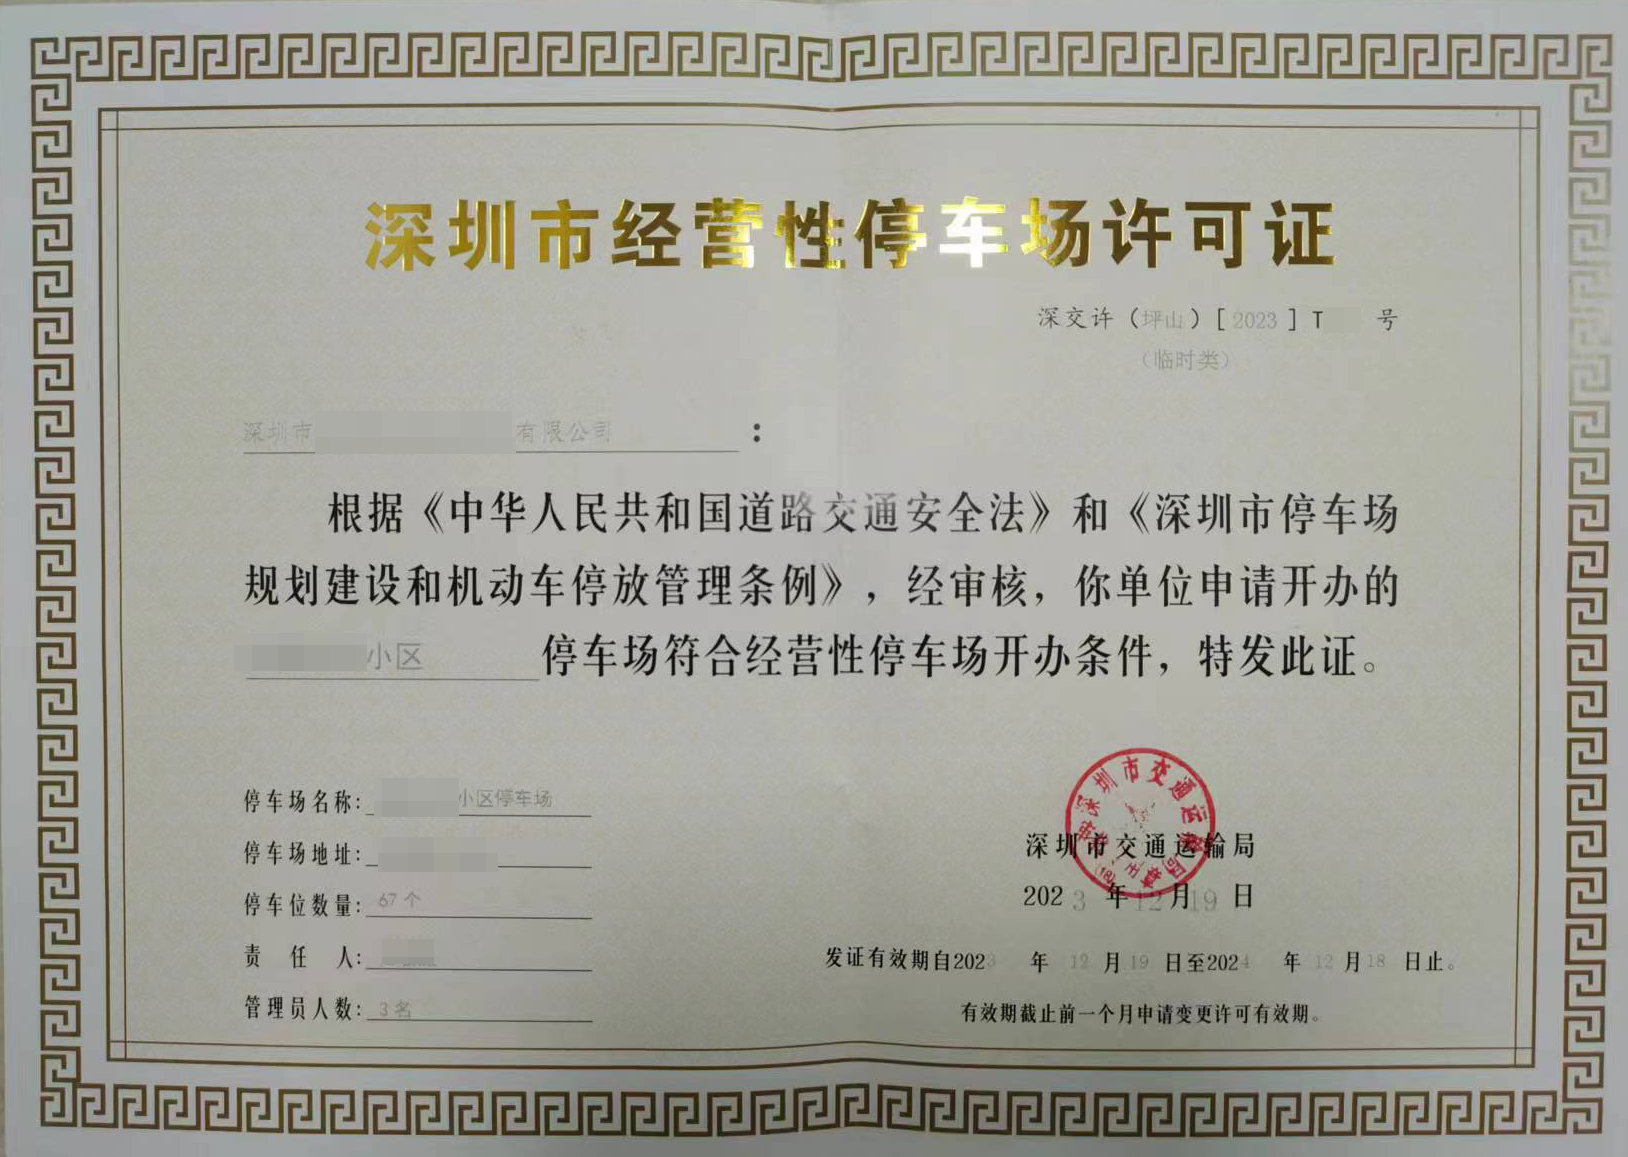 深圳市经营性停车场许可证
深交许（坪山）[2023]T 号
（临时类）
深圳市 有限公司 ：
根据《中华人民共和国道路交通安全法》和《深圳市停车场
规划建设和机动车停放管理条例》，经审核，你单位申请开办的
小区 停车场符合经营性停车场开办条件，特发此证。
停车场名称： 小区停车场
停车场地址：
停车位数量：67个
责任人：
管理员人数：3名
深圳市交通运输局
深圳市交通运输局
2023年12月19日
发证有效期自2023年12月19日至2024年12月18日止。
有效期截止前一个月申请变更许可有效期。